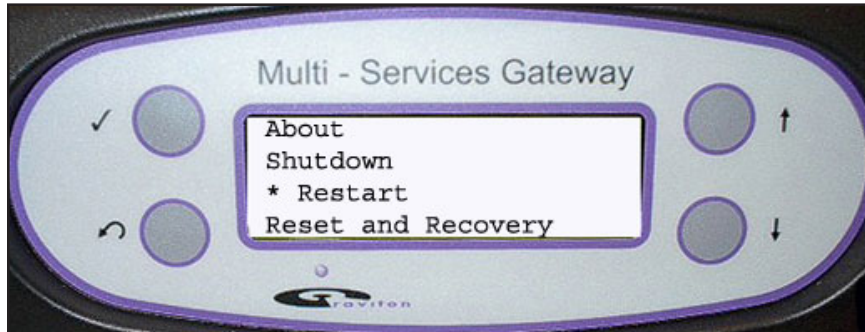 Multi - Services Gateway
About
Shutdown
* Restart
Reset and Recovery
Graviton